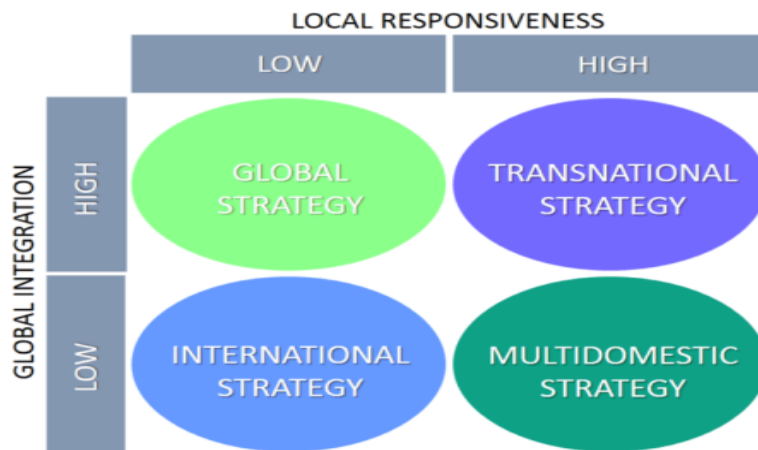 LOCAL RESPONSIVENESS
LOW
HIGH
GLOBAL INTEGRATION
HIGH
GLOBAL
STRATEGY
TRANSNATIONAL
STRATEGY
LOW
INTERNATIONAL
STRATEGY
MULTIDOMESTIC
STRATEGY